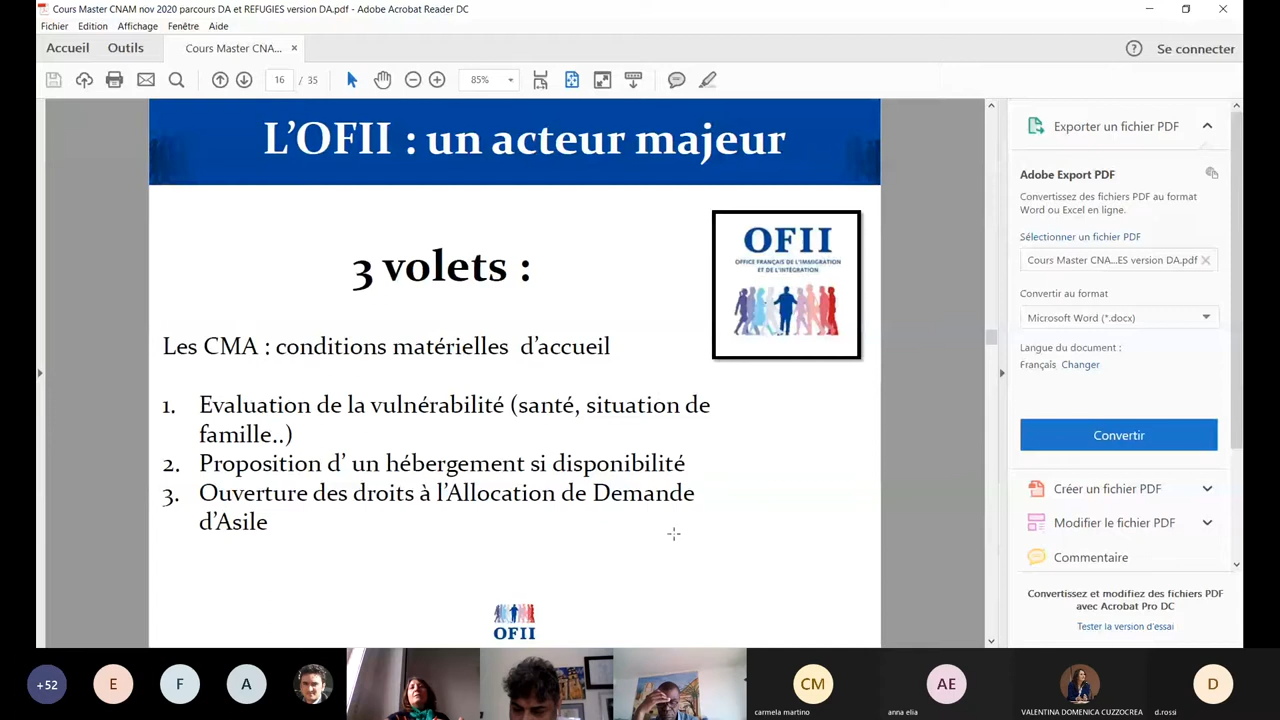 Cours Master CNAM nov 2020 parcours DA et REFUGIES version DA.pdf - Adobe Acrobat Reader DC
Fichier Edition Affichage Fenêtre Aide
Accueil Outils Cours Master CNA... × Se connecter
16 / 35 85%
L'OFII : un acteur majeur
3 volets :
OFII
OFFICE FRANÇAIS DE L'IMMIGRATION
ET DE L'INTÉGRATION
Les CMA : conditions matérielles d'accueil
1. Evaluation de la vulnérabilité (santé, situation de
famille..)
2. Proposition d' un hébergement si disponibilité
3. Ouverture des droits à l'Allocation de Demande
d'Asile
OFII
Exporter un fichier PDF
Adobe Export PDF
Convertissez des fichiers PDF au format
Word ou Excel en ligne.
Sélectionner un fichier PDF
Cours Master CNA...ES version DA.pdf
Convertir au format
Microsoft Word (*.docx)
Langue du document :
Français Changer
Convertir
Créer un fichier PDF
Modifier le fichier PDF
Commentaire
Convertissez et modifiez des fichiers PDF
avec Acrobat Pro DC
Tester la version d'essai
+52 E F A CM AE D
carmela martino anna elia VALENTINA DOMENICA CUZZOCREA d.rossi